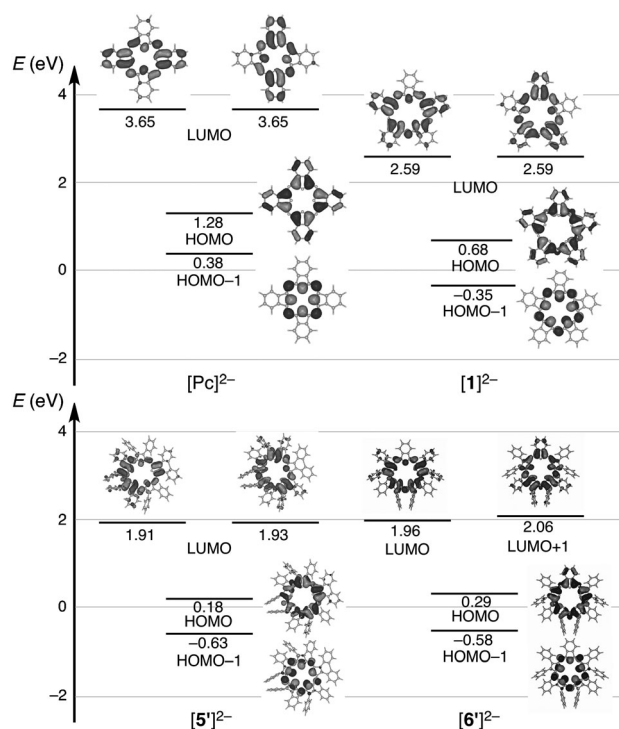 E (eV)
4
3.65 3.65
LUMO
2.59 2.59
LUMO
2
1.28
HOMO
0.68
HOMO
0.38
HOMO–1
0
–0.35
HOMO–1
–2
[Pc]2– [1]2–
E (eV)
4
2
1.91 1.93
LUMO
1.96
LUMO
2.06
LUMO+1
0.18
HOMO
0.29
HOMO
0
–0.63
HOMO–1
–0.58
HOMO–1
–2
[5']2– [6']2–